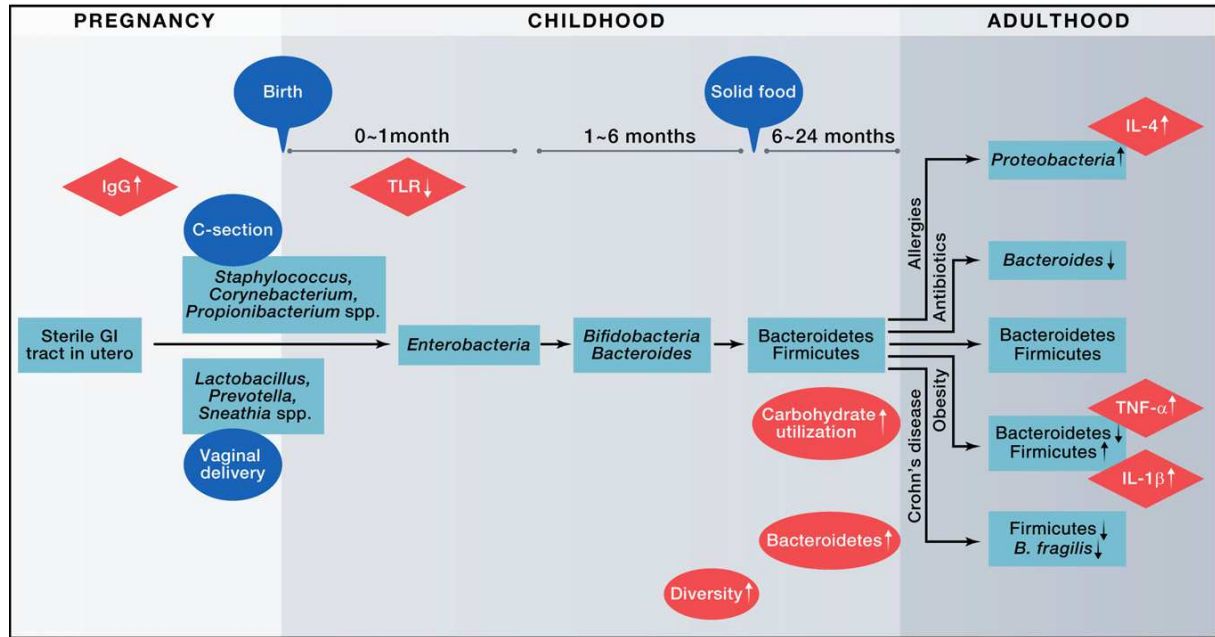 PREGNANCY
CHILDHOOD
ADULTHOOD
Birth
Solid food
0~1month
1~6 months
6~24 months
IgG↑
TLR↓
IL-4↑
Proteobacteria↑
C-section
Staphylococcus,
Corynebacterium,
Propionibacterium spp.
Allergies
Antibiotics
Bacteroides↓
Sterile GI
tract in utero
Enterobacteria
Bifidobacteria
Bacteroides
Bacteroidetes
Firmicutes
Bacteroidetes
Firmicutes
Lactobacillus,
Prevotella,
Sneathia spp.
Vaginal
delivery
Carbohydrate
utilization↑
Crohn's disease
Obesity
TNF-α↑
Bacteroidetes↓
Firmicutes↑
IL-1β↑
Bacteroidetes↑
Firmicutes↓
B. fragilis↓
Diversity↑